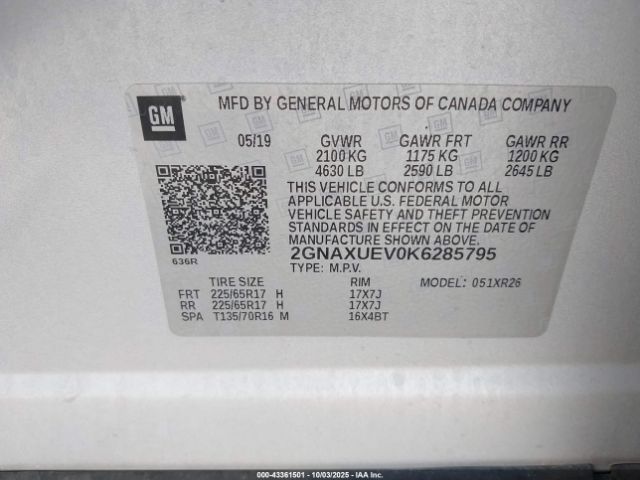 GM
MFD BY GENERAL MOTORS OF CANADA COMPANY
05/19 GVWR GAWR FRT GAWR RR
2100 KG 1175 KG 1200 KG
4630 LB 2590 LB 2645 LB
THIS VEHICLE CONFORMS TO ALL
APPLICABLE U.S. FEDERAL MOTOR
VEHICLE SAFETY AND THEFT PREVENTION
STANDARDS IN EFFECT ON THE DATE
OF MANUFACTURE SHOWN ABOVE.
636R 2GNAXUEV0K6285795
TYPE: M.P.V.
TIRE SIZE RIM MODEL: 051XR26
FRT 225/65R17 H 17X7J
RR 225/65R17 H 17X7J
SPA T135/70R16 M 16X4BT
000-43361501 - 10/03/2025 - IAA Inc.